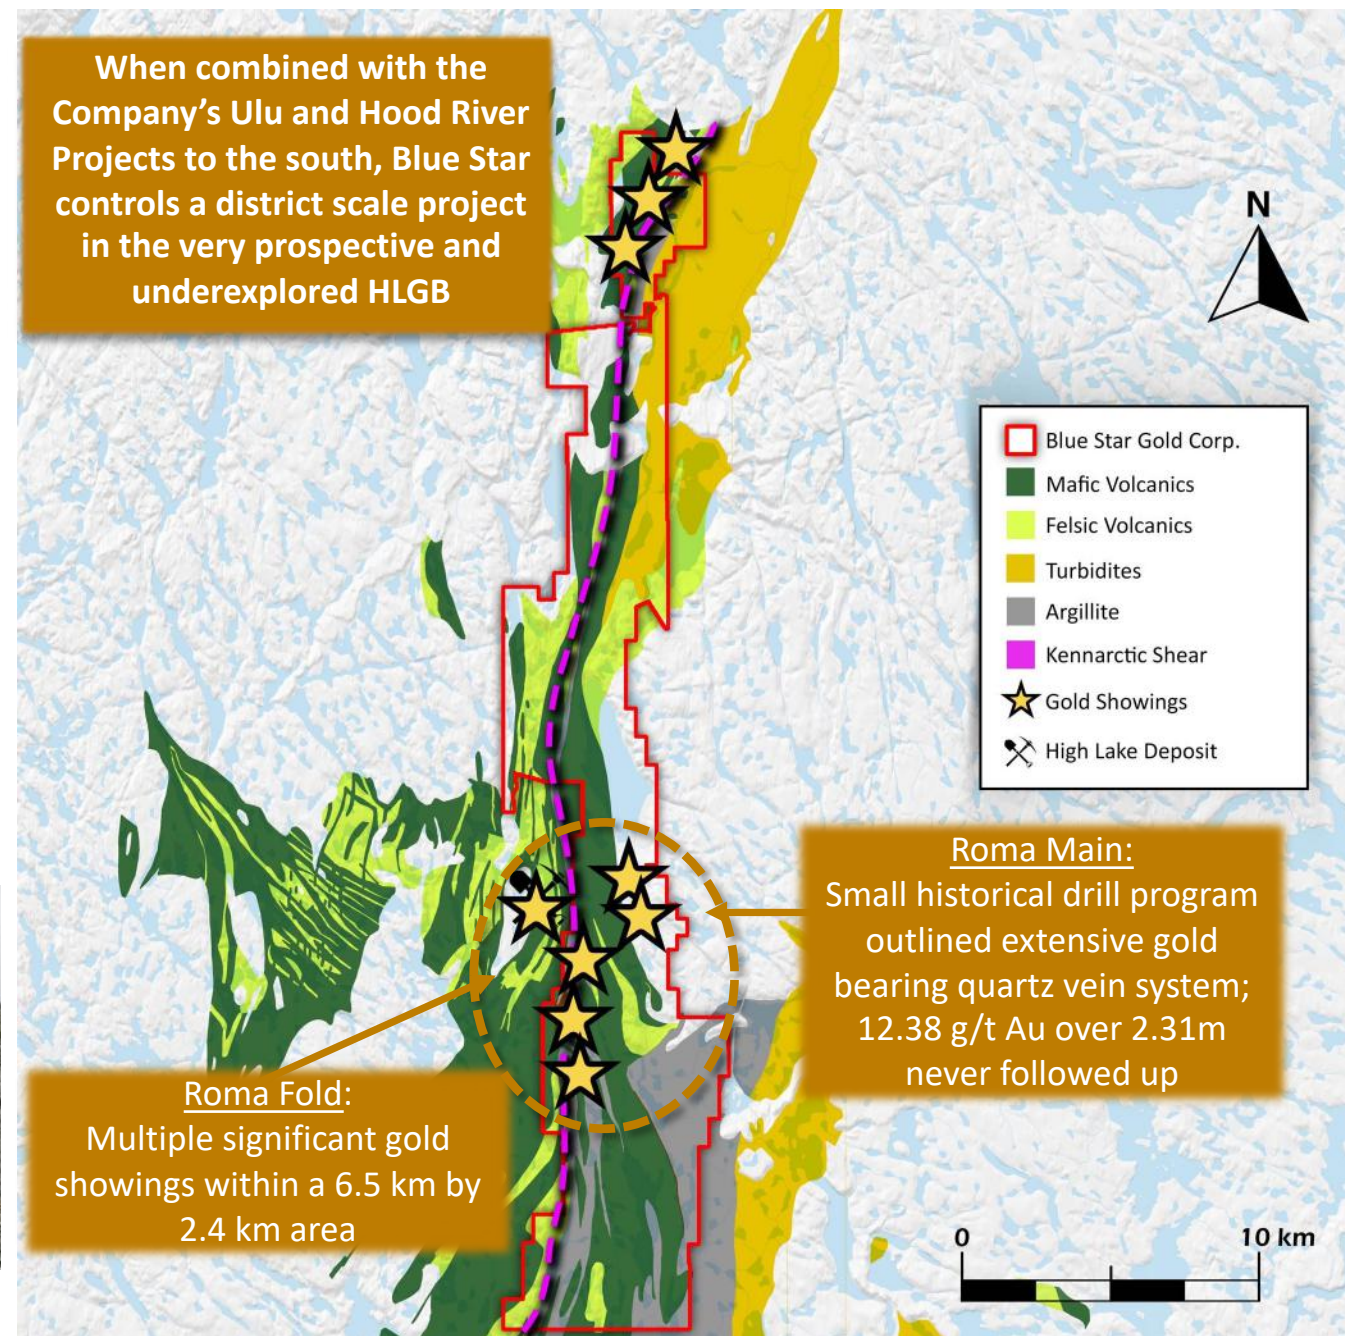 When combined with the
Company’s Ulu and Hood River
Projects to the south, Blue Star
controls a district scale project
in the very prospective and
underexplored HLGB
N
Blue Star Gold Corp.
Mafic Volcanics
Felsic Volcanics
Turbidites
Argillite
Kennarctic Shear
Gold Showings
High Lake Deposit
Roma Main:
Small historical drill program
outlined extensive gold
bearing quartz vein system;
12.38 g/t Au over 2.31m
never followed up
Roma Fold:
Multiple significant gold
showings within a 6.5 km by
2.4 km area
0 10 km